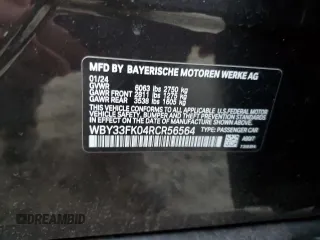 MFD BY BAYERISCHE MOTOREN WERKE AG
01/24
GVWR 6063 lbs 2750 kg
GAWR FRONT 2811 lbs 1275 kg
GAWR REAR 3538 lbs 1605 kg
WBY33FK04RCR56564 TYPE: PASSENGER CAR
THIS VEHICLE CONFORMS TO ALL APPLICABLE FEDERAL MOTOR
VEHICLE SAFETY, BUMPER AND THEFT PREVENTION STANDARDS IN
EFFECT ON THE DATE OF MANUFACTURE SHOWN ABOVE.
DREAMBID